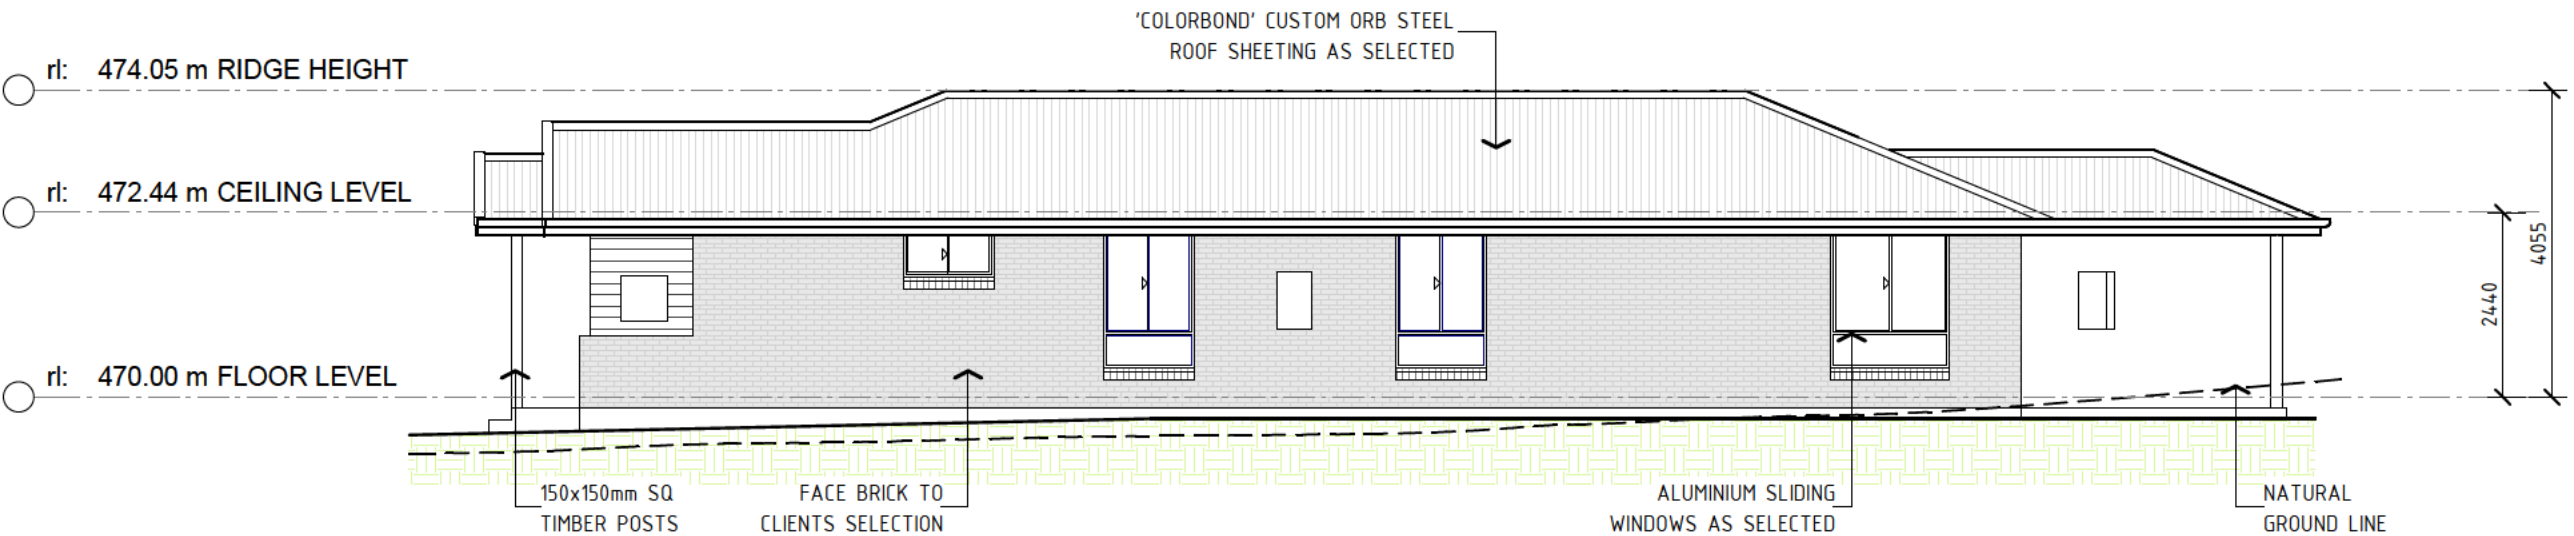 'COLORBOND' CUSTOM ORB STEEL
ROOF SHEETING AS SELECTED
rl: 474.05 m RIDGE HEIGHT
rl: 472.44 m CEILING LEVEL
4055
2440
rl: 470.00 m FLOOR LEVEL
150x150mm SQ
TIMBER POSTS
FACE BRICK TO
CLIENTS SELECTION
ALUMINIUM SLIDING
WINDOWS AS SELECTED
NATURAL
GROUND LINE